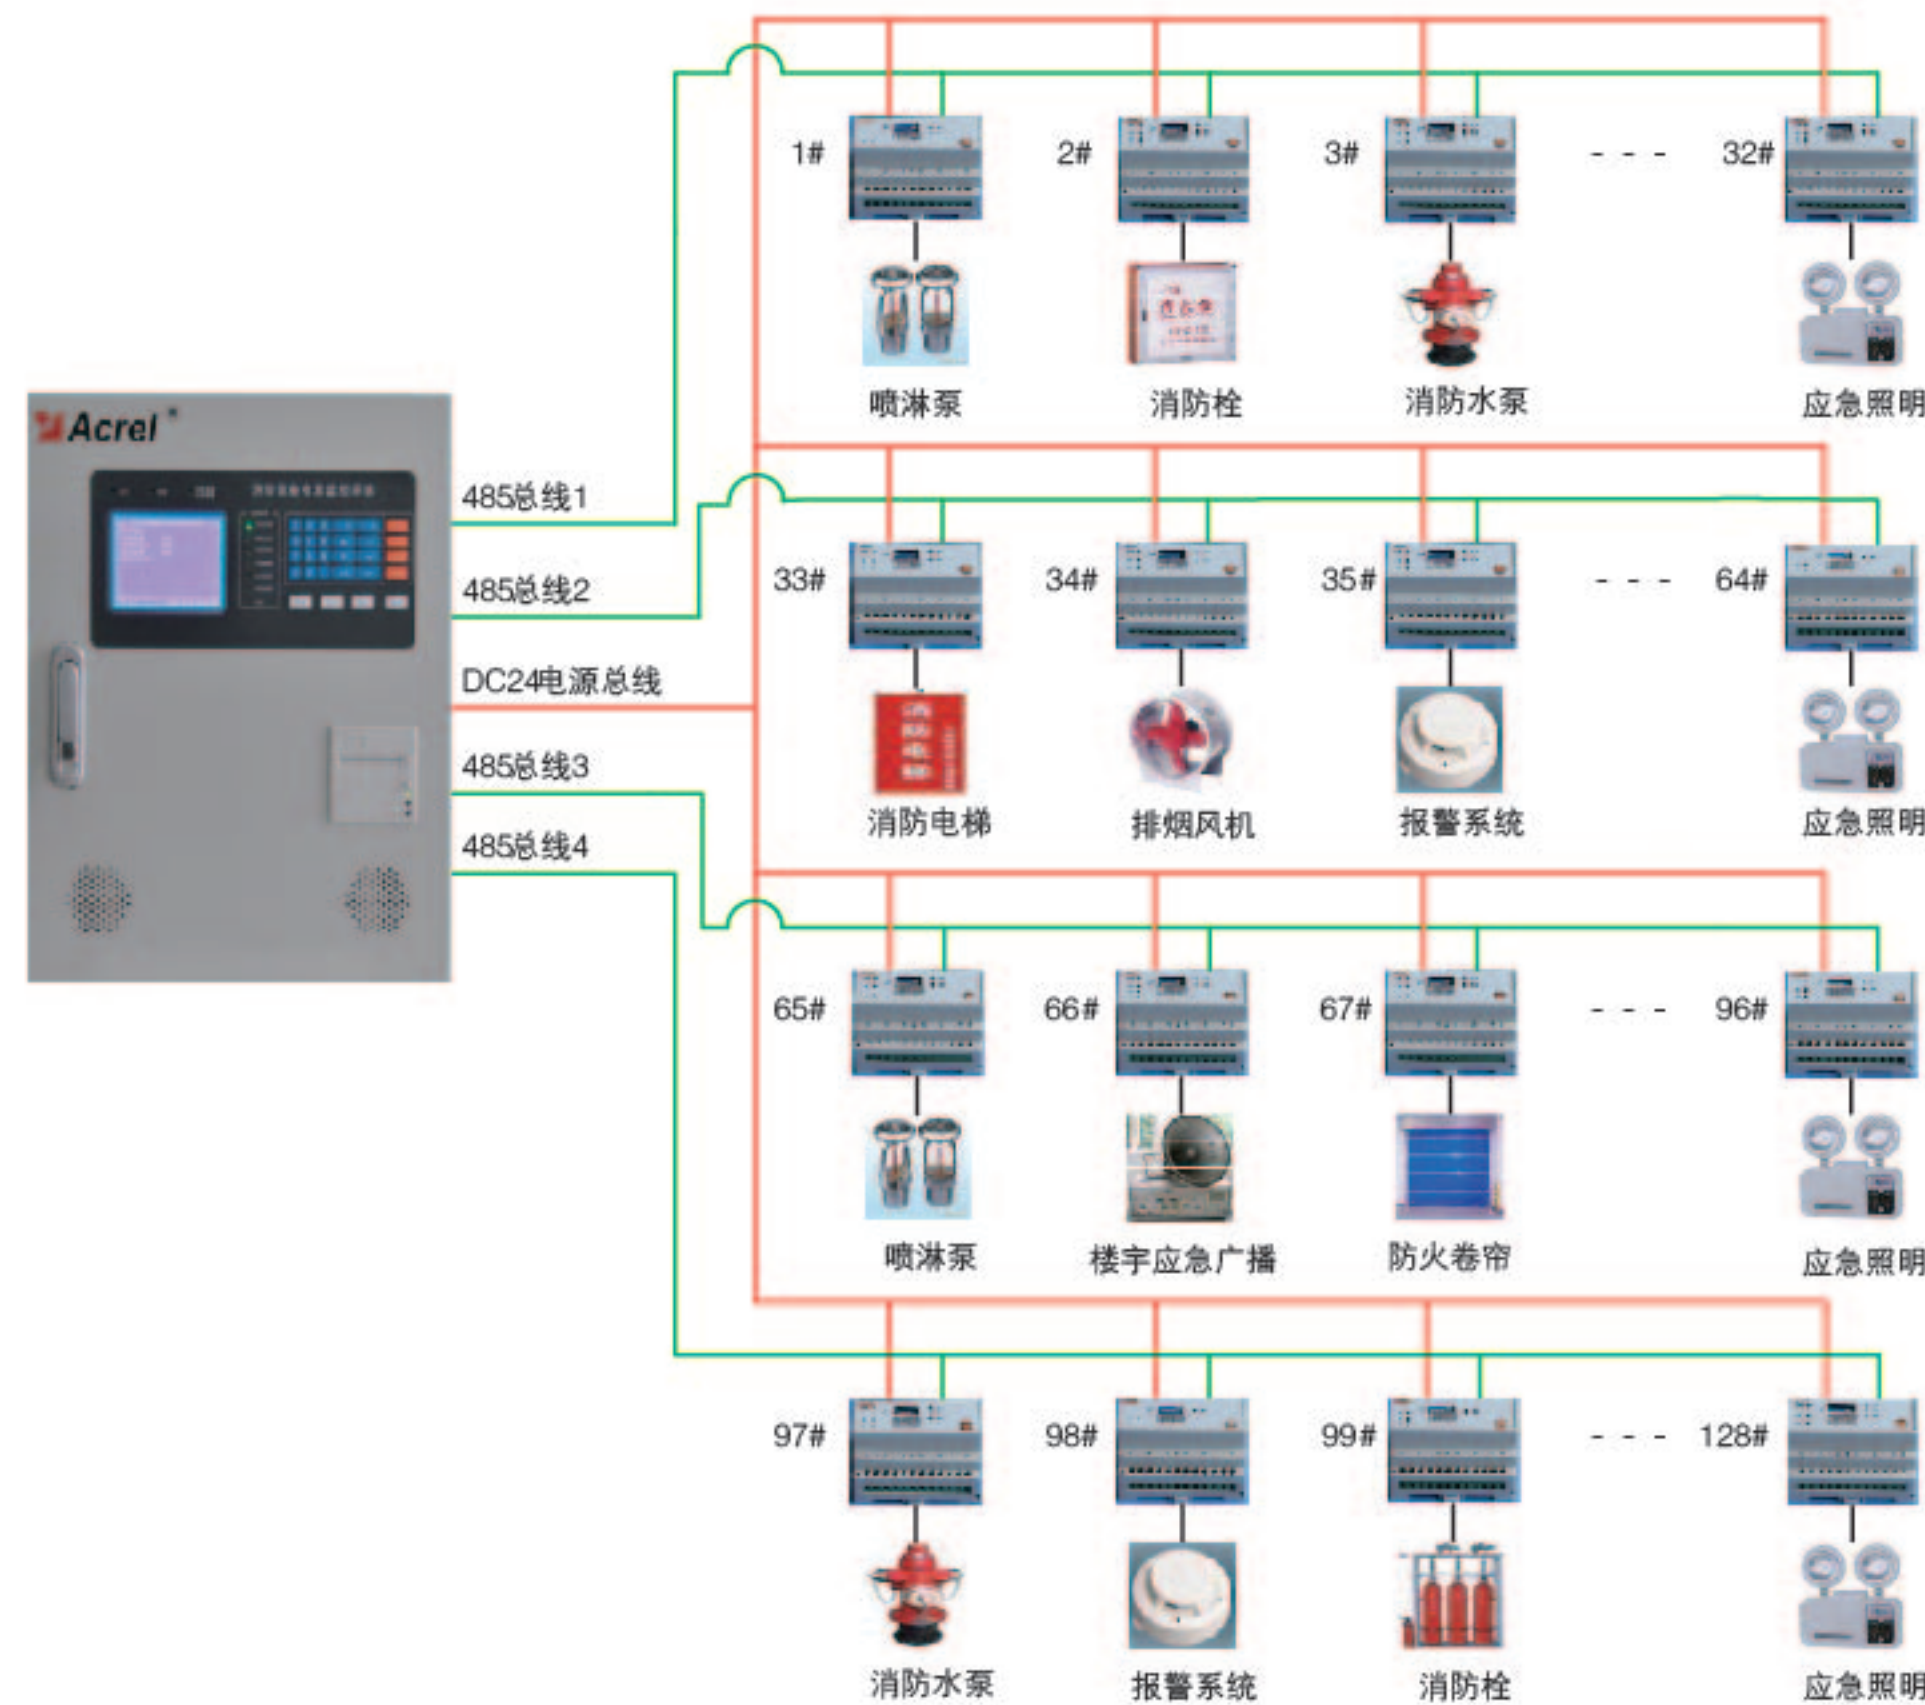 1#
2#
3#
- - -
32#
喷淋泵
消防栓
消防水泵
应急照明
Acrel
485总线1
485总线2
DC24电源总线
485总线3
485总线4
33#
34#
35#
- - -
64#
消防电梯
排烟风机
报警系统
应急照明
65#
66#
67#
- - -
96#
喷淋泵
楼宇应急广播
防火卷帘
应急照明
97#
98#
99#
- - -
128#
消防水泵
报警系统
消防栓
应急照明